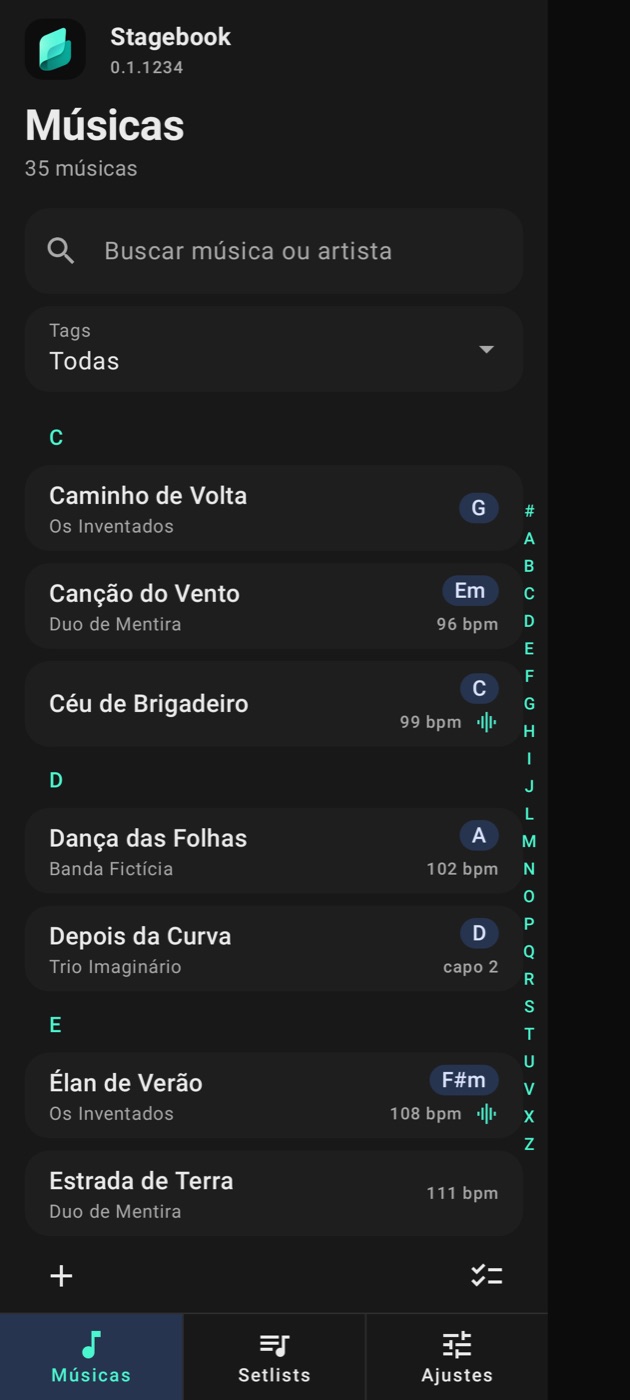 Stagebook
0.1.1234
Músicas
35 músicas
Buscar música ou artista
Tags
Todas
C
Caminho de Volta
Os Inventados
G
Canção do Vento
Duo de Mentira
Em
96 bpm
Céu de Brigadeiro
C
99 bpm
D
Dança das Folhas
Banda Fictícia
A
102 bpm
Depois da Curva
Trio Imaginário
D
capo 2
E
Élan de Verão
Os Inventados
F#m
108 bpm
Estrada de Terra
Duo de Mentira
111 bpm
#
A
B
C
D
E
F
G
H
I
J
L
M
N
O
P
Q
R
S
T
U
V
X
Z
Músicas
Setlists
Ajustes